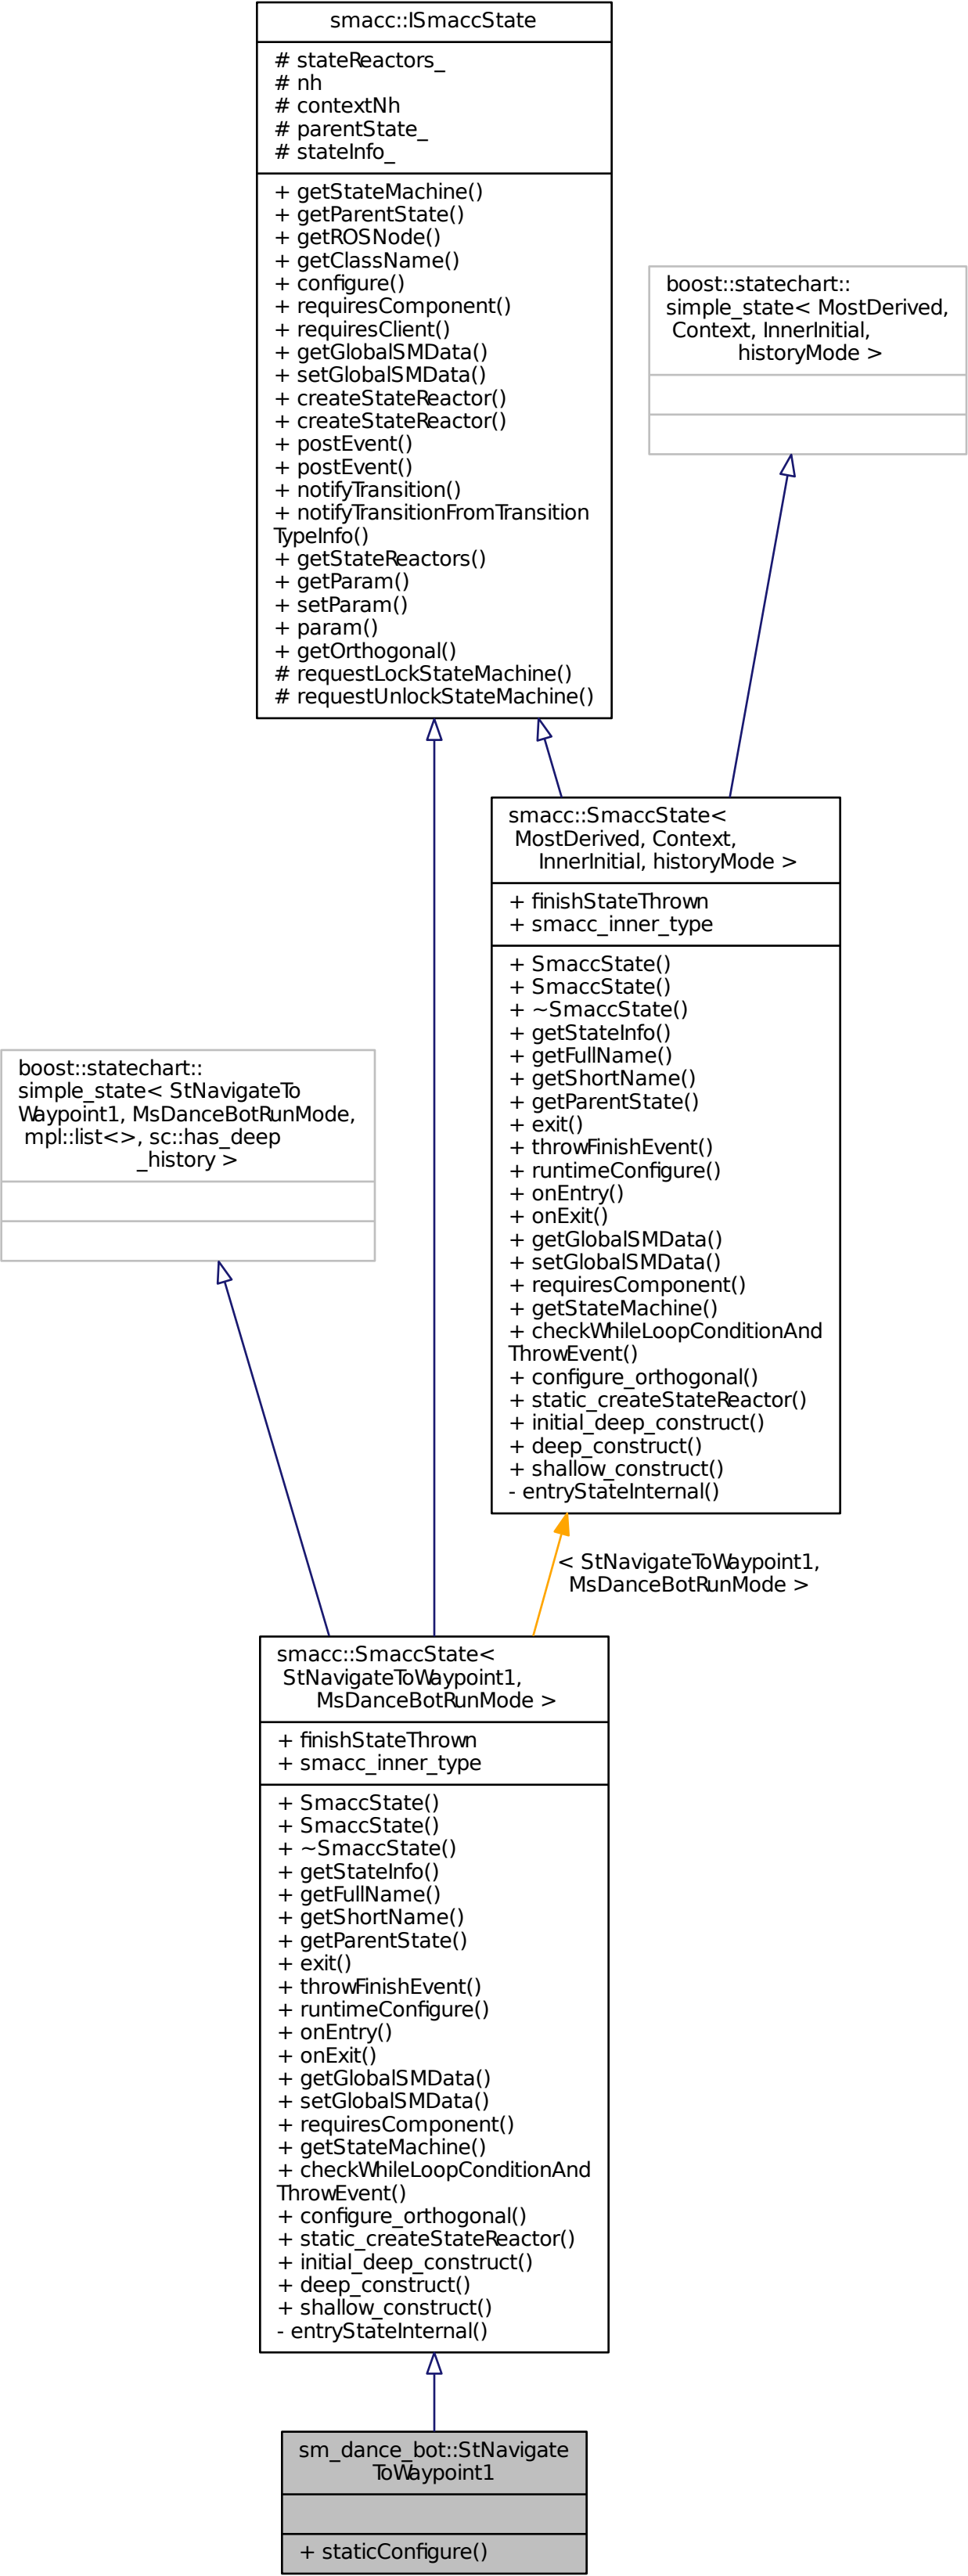 smacc::ISmaccState
# stateReactors_
# nh
# contextNh
# parentState_
# stateInfo_
+ getStateMachine()
+ getParentState()
+ getROSNode()
+ getClassName()
+ configure()
+ requiresComponent()
+ requiresClient()
+ getGlobalSMData()
+ setGlobalSMData()
+ createStateReactor()
+ createStateReactor()
+ postEvent()
+ postEvent()
+ notifyTransition()
+ notifyTransitionFromTransition
TypeInfo()
+ getStateReactors()
+ getParam()
+ setParam()
+ param()
+ getOrthogonal()
# requestLockStateMachine()
# requestUnlockStateMachine()
boost::statechart::
simple_state< MostDerived,
Context, InnerInitial,
historyMode >
smacc::SmaccState<
MostDerived, Context,
InnerInitial, historyMode >
+ finishStateThrown
+ smacc_inner_type
+ SmaccState()
+ SmaccState()
+ ~SmaccState()
+ getStateInfo()
+ getFullName()
+ getShortName()
+ getParentState()
+ exit()
+ throwFinishEvent()
+ runtimeConfigure()
+ onEntry()
+ onExit()
+ getGlobalSMData()
+ setGlobalSMData()
+ requiresComponent()
+ getStateMachine()
+ checkWhileLoopConditionAnd
ThrowEvent()
+ configure_orthogonal()
+ static_createStateReactor()
+ initial_deep_construct()
+ deep_construct()
+ shallow_construct()
- entryStateInternal()
boost::statechart::
simple_state< StNavigateTo
Waypoint1, MsDanceBotRunMode,
mpl::list<>, sc::has_deep
_history >
< StNavigateToWaypoint1,
MsDanceBotRunMode >
smacc::SmaccState<
StNavigateToWaypoint1,
MsDanceBotRunMode >
+ finishStateThrown
+ smacc_inner_type
+ SmaccState()
+ SmaccState()
+ ~SmaccState()
+ getStateInfo()
+ getFullName()
+ getShortName()
+ getParentState()
+ exit()
+ throwFinishEvent()
+ runtimeConfigure()
+ onEntry()
+ onExit()
+ getGlobalSMData()
+ setGlobalSMData()
+ requiresComponent()
+ getStateMachine()
+ checkWhileLoopConditionAnd
ThrowEvent()
+ configure_orthogonal()
+ static_createStateReactor()
+ initial_deep_construct()
+ deep_construct()
+ shallow_construct()
- entryStateInternal()
sm_dance_bot::StNavigate
ToWaypoint1
+ staticConfigure()